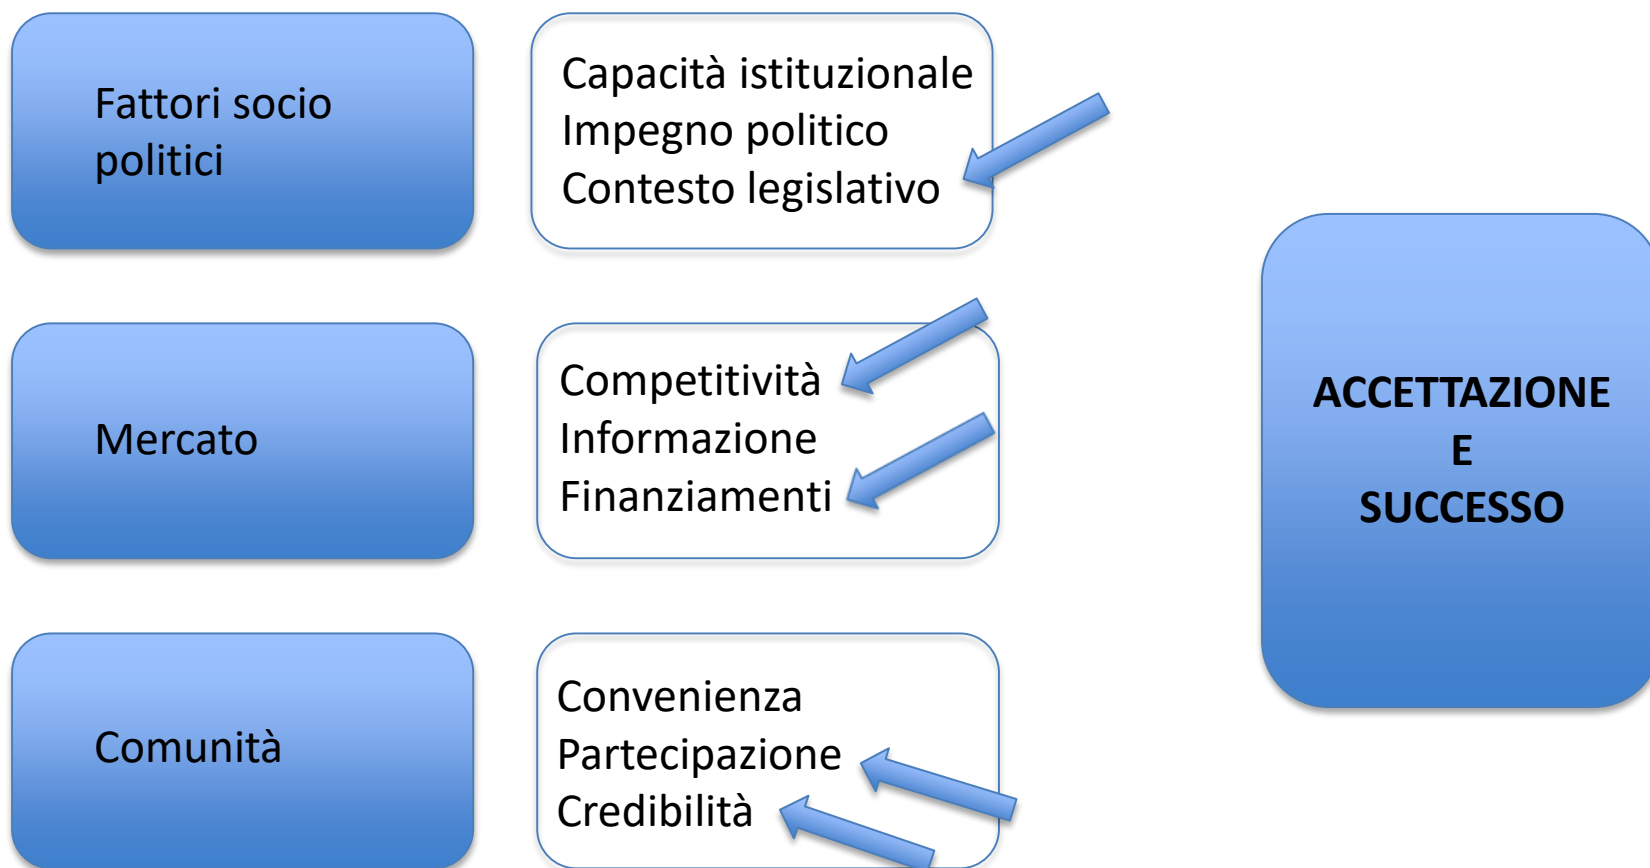 Fattori socio
politici
Capacità istituzionale
Impegno politico
Contesto legislativo
Mercato
Competitività
Informazione
Finanziamenti
Comunità
Convenienza
Partecipazione
Credibilità
ACCETTAZIONE
E
SUCCESSO